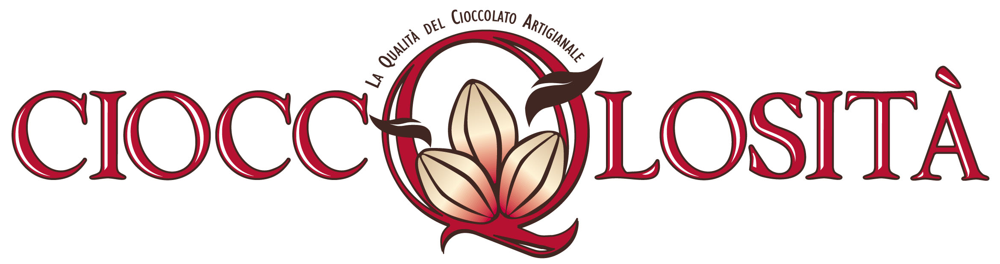 La Qualità del Cioccolato Artigianale
CIOCCQLOSITÀ